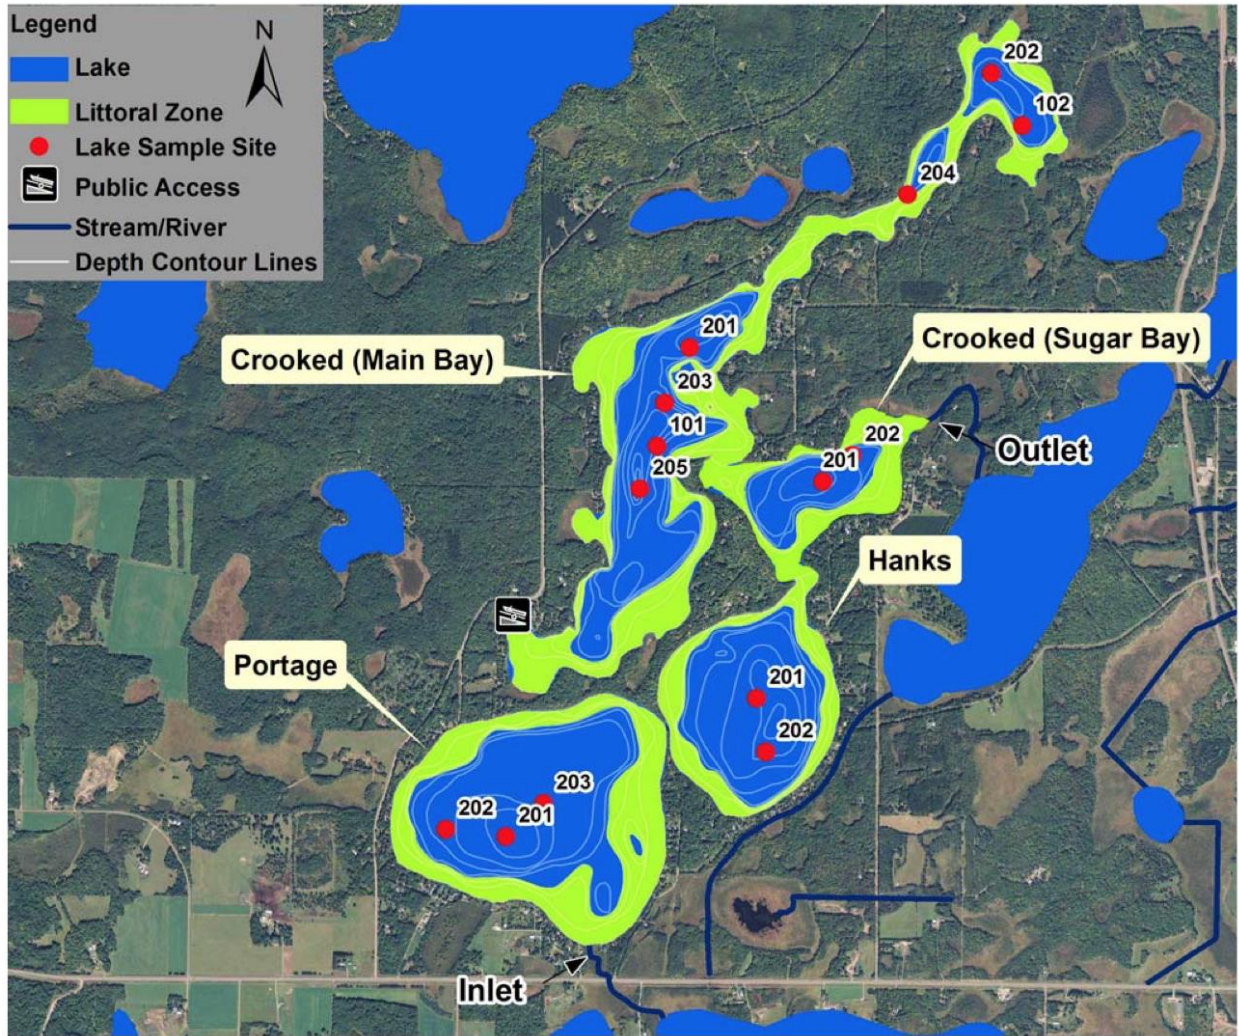 Legend
N
Lake
Littoral Zone
Lake Sample Site
Public Access
Stream/River
Depth Contour Lines
202
102
204
201
Crooked (Main Bay)
Crooked (Sugar Bay)
203
101
202
Outlet
201
205
Hanks
Portage
201
202
203
202
201
Inlet